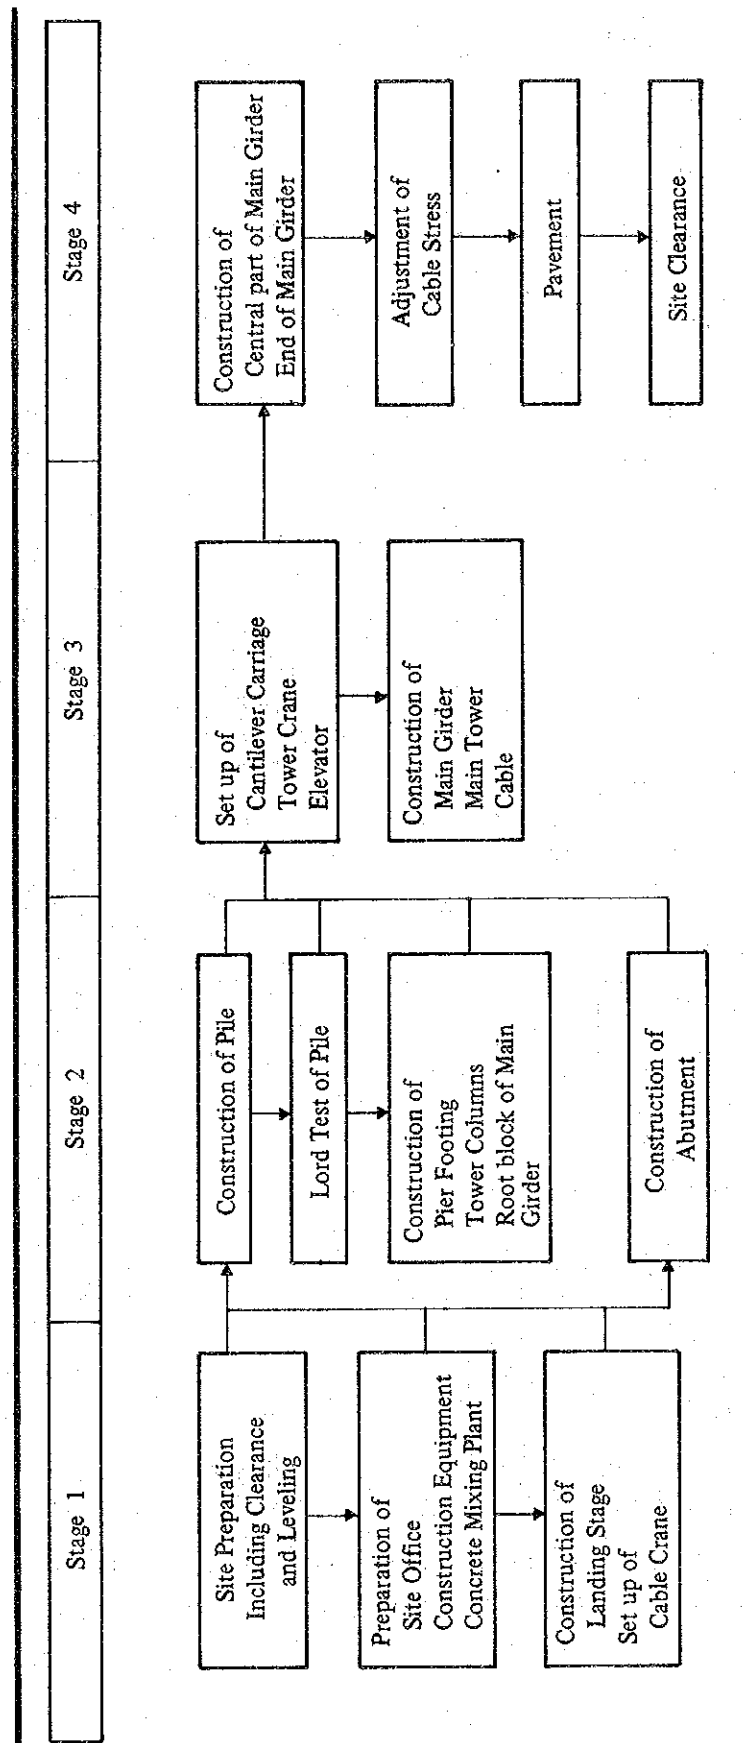 Stage 1
Stage 2
Stage 3
Stage 4
Site Preparation
Including Clearance
and Leveling
Preparation of
Site Office
Construction Equipment
Concrete Mixing Plant
Construction of
Landing Stage
Set up of
Cable Crane
Construction of Pile
Lord Test of Pile
Construction of
Pier Footing
Tower Columns
Root block of Main
Girder
Construction of
Abutment
Set up of
Cantilever Carriage
Tower Crane
Elevator
Construction of
Main Girder
Main Tower
Cable
Construction of
Central part of Main Girder
End of Main Girder
Adjustment of
Cable Stress
Pavement
Site Clearance